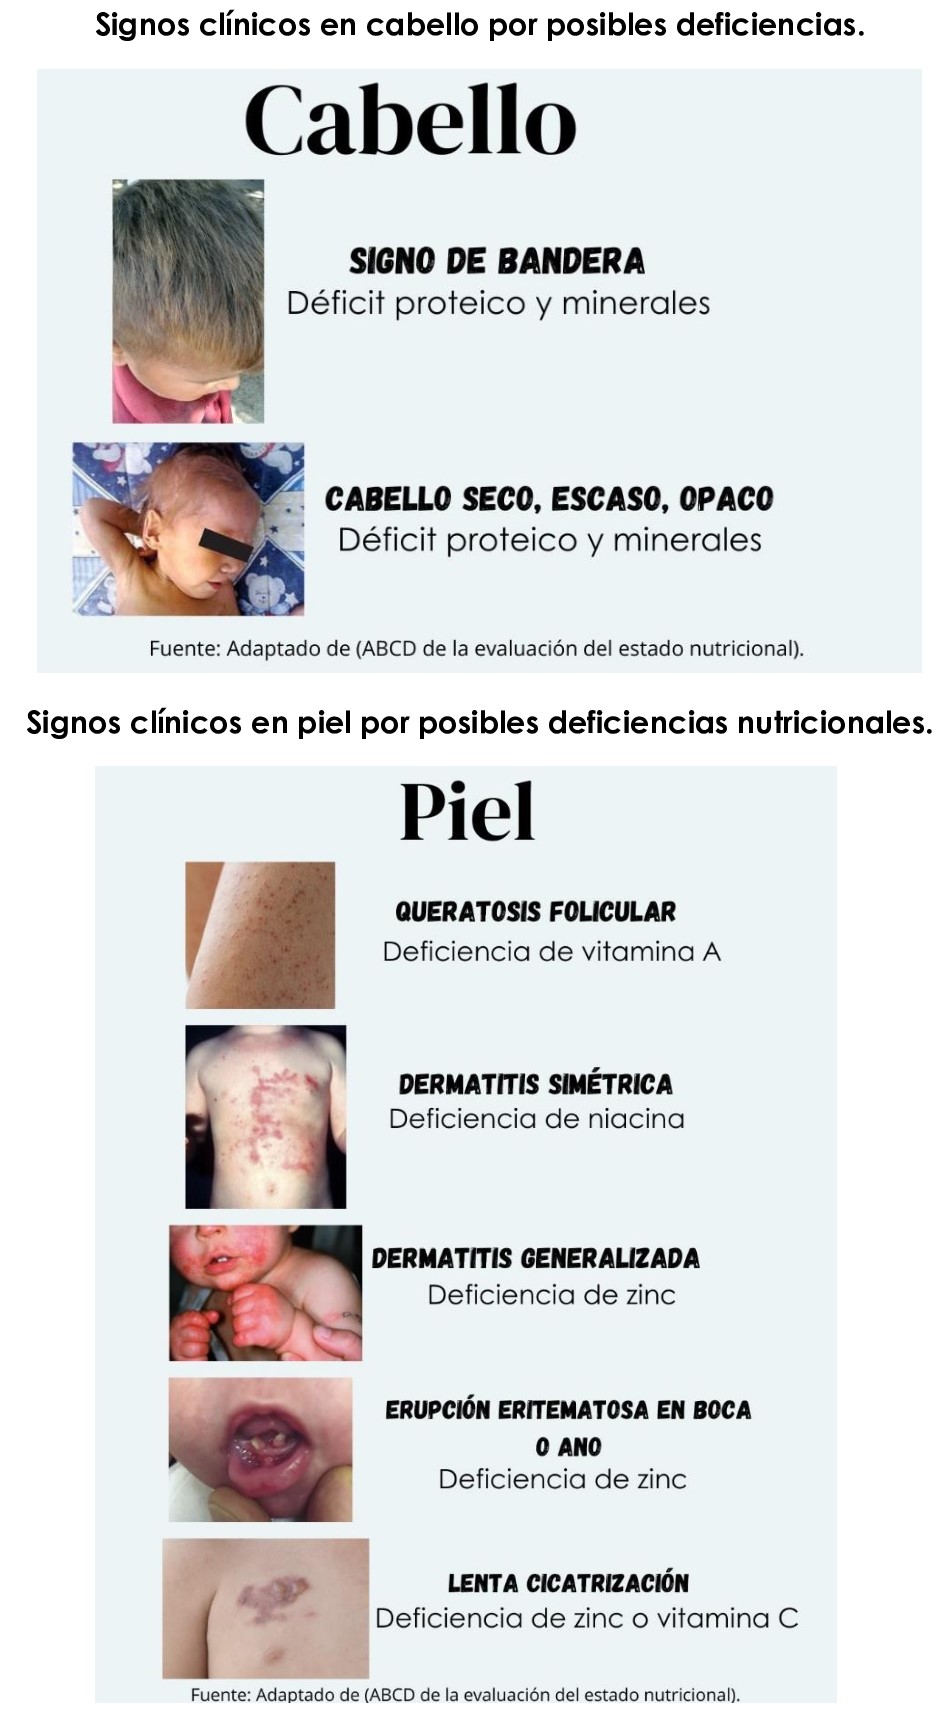 Signos clínicos en cabello por posibles deficiencias.
Cabello
SIGNO DE BANDERA
Déficit proteico y minerales
CABELLO SECO, ESCASO, OPACO
Déficit proteico y minerales
Fuente: Adaptado de (ABCD de la evaluación del estado nutricional).
Signos clínicos en piel por posibles deficiencias nutricionales.
Piel
QUERATOSIS FOLICULAR
Deficiencia de vitamina A
DERMATITIS SIMÉTRICA
Deficiencia de niacina
DERMATITIS GENERALIZADA
Deficiencia de zinc
ERUPCIÓN ERITEMATOSA EN BOCA
O ANO
Deficiencia de zinc
LENTA CICATRIZACIÓN
Deficiencia de zinc o vitamina C
Fuente: Adaptado de (ABCD de la evaluación del estado nutricional).